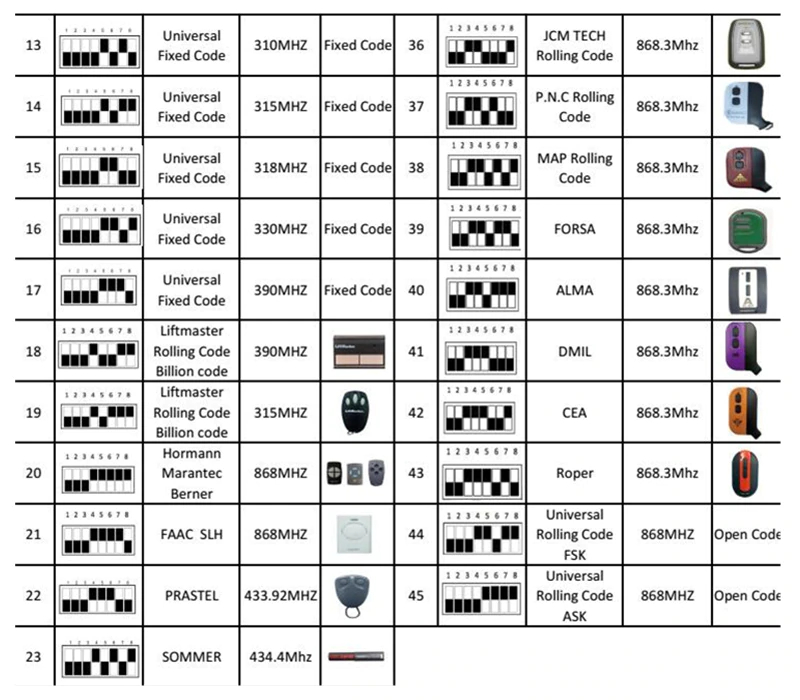 13
1 2 3 4 5 6 7 8
Universal
Fixed Code
310MHZ
Fixed Code
36
1 2 3 4 5 6 7 8
JCM TECH
Rolling Code
868.3Mhz
14
1 2 3 4 5 6 7 8
Universal
Fixed Code
315MHZ
Fixed Code
37
1 2 3 4 5 6 7 8
P.N.C Rolling
Code
868.3Mhz
15
1 2 3 4 5 6 7 8
Universal
Fixed Code
318MHZ
Fixed Code
38
1 2 3 4 5 6 7 8
MAP Rolling
Code
868.3Mhz
16
1 2 3 4 5 6 7 8
Universal
Fixed Code
330MHZ
Fixed Code
39
1 2 3 4 5 6 7 8
FORSA
868.3Mhz
17
1 2 3 4 5 6 7 8
Universal
Fixed Code
390MHZ
Fixed Code
40
1 2 3 4 5 6 7 8
ALMA
868.3Mhz
18
1 2 3 4 5 6 7 8
Liftmaster
Rolling Code
Billion code
390MHZ
41
1 2 3 4 5 6 7 8
DMIL
868.3Mhz
19
1 2 3 4 5 6 7 8
Liftmaster
Rolling Code
Billion code
315MHZ
42
1 2 3 4 5 6 7 8
CEA
868.3Mhz
20
1 2 3 4 5 6 7 8
Hormann
Marantec
Berner
868MHZ
43
1 2 3 4 5 6 7 8
Roper
868.3Mhz
21
1 2 3 4 5 6 7 8
FAAC SLH
868MHZ
44
1 2 3 4 5 6 7 8
Universal
Rolling Code
FSK
868MHZ
Open Code
22
1 2 3 4 5 6 7 8
PRASTEL
433.92MHZ
45
1 2 3 4 5 6 7 8
Universal
Rolling Code
ASK
868MHZ
Open Code
23
1 2 3 4 5 6 7 8
SOMMER
434.4Mhz